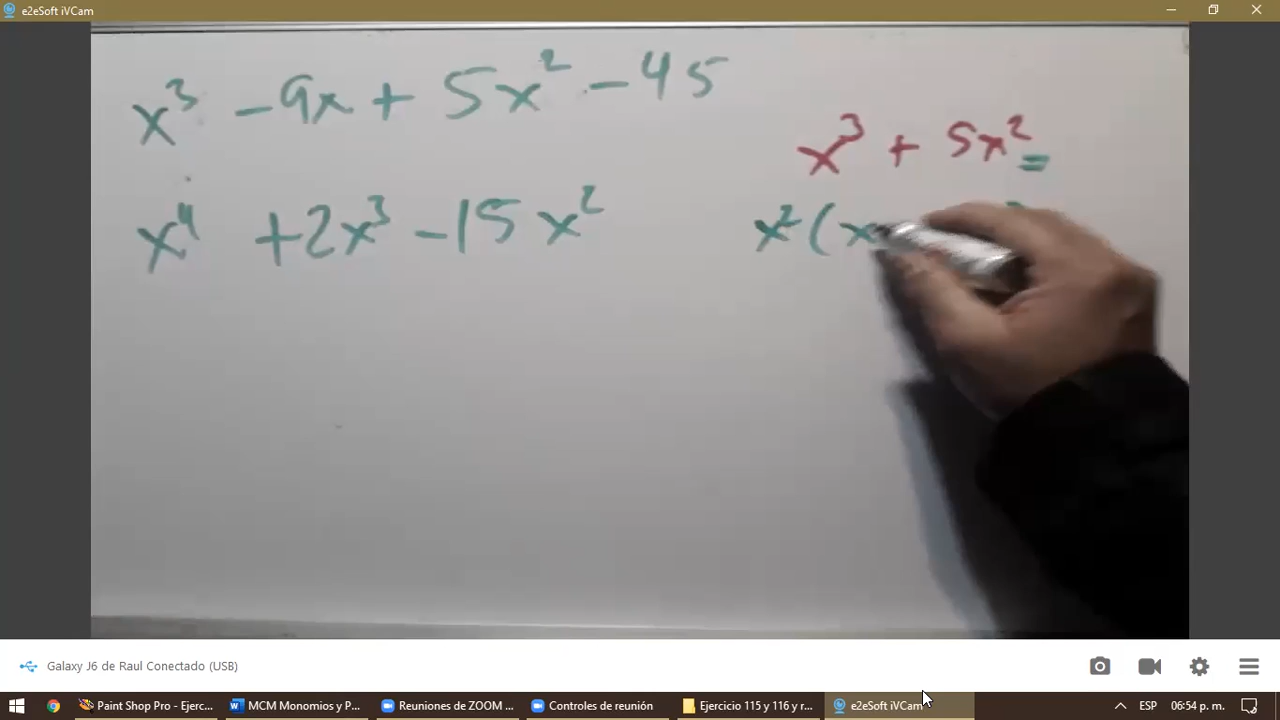 e2eSoft iVCam
x³ - 9x + 5x² - 45
x³ + 5x² =
x⁴ + 2x³ - 15x²
x² (x
Galaxy J6 de Raul Conectado (USB)
Paint Shop Pro - Ejerc... MCM Monomios y P... Reuniones de ZOOM ... Controles de reunión Ejercicio 115 y 116 y r... e2eSoft iVCam ESP 06:54 p. m.